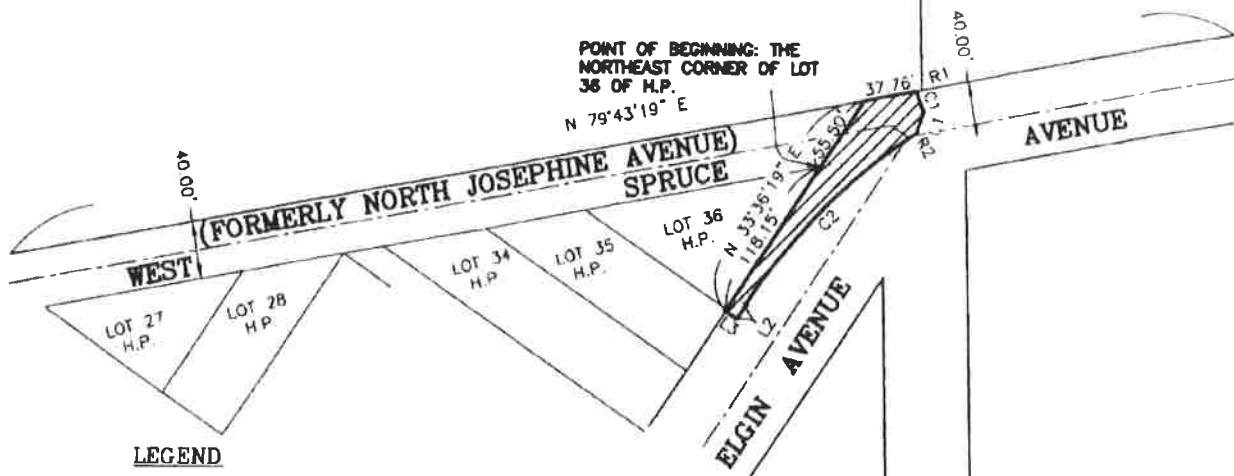 POINT OF BEGINNING: THE
NORTHEAST CORNER OF LOT
36 OF H.P.
N 79°43'19" E
37.76'
R1
40.00'
C1
R2
AVENUE
40.00'
(FORMERLY NORTH JOSEPHINE AVENUE)
WEST
SPRUCE
55.50'
N 33°36'19" E
118.15'
C2
LOT 36
H.P.
LOT 35
H.P.
LOT 34
H.P.
LOT 28
H.P.
LOT 27
H.P.
L2
ELGIN AVENUE
LEGEND